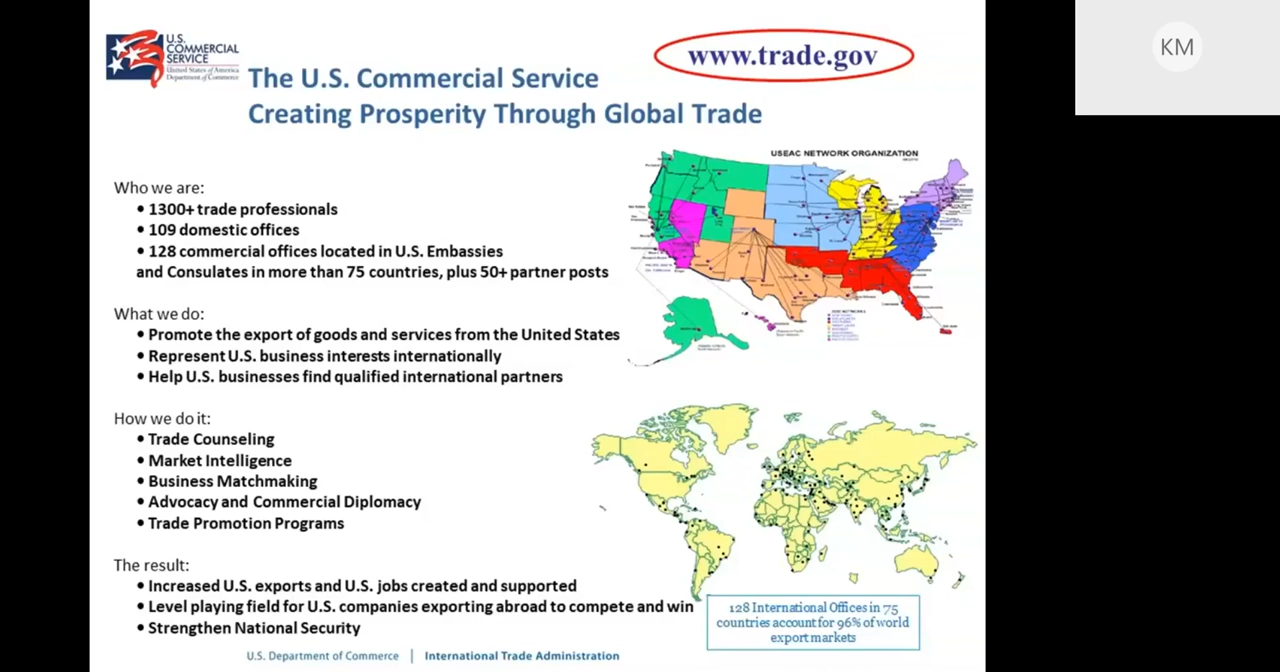 U.S.
COMMERCIAL
SERVICE
United States of America
Department of Commerce
www.trade.gov
KM
The U.S. Commercial Service
Creating Prosperity Through Global Trade
USEAC NETWORK ORGANIZATION
Who we are:
• 1300+ trade professionals
• 109 domestic offices
• 128 commercial offices located in U.S. Embassies
and Consulates in more than 75 countries, plus 50+ partner posts
What we do:
• Promote the export of goods and services from the United States
• Represent U.S. business interests internationally
• Help U.S. businesses find qualified international partners
How we do it:
• Trade Counseling
• Market Intelligence
• Business Matchmaking
• Advocacy and Commercial Diplomacy
• Trade Promotion Programs
The result:
• Increased U.S. exports and U.S. jobs created and supported
• Level playing field for U.S. companies exporting abroad to compete and win
• Strengthen National Security
128 International Offices in 75
countries account for 96% of world
export markets
U.S. Department of Commerce | International Trade Administration